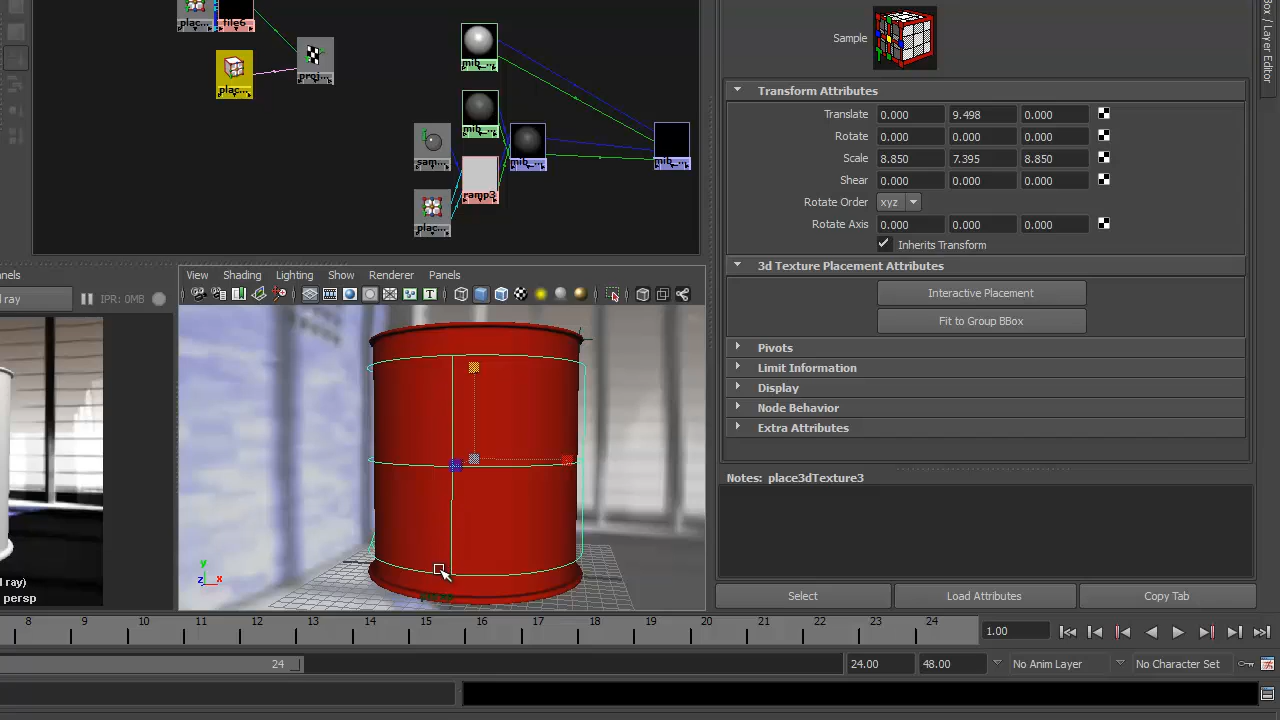 plac...
file6
plac...
proj...
mib_...
mib_...
sam...
mib_...
mib_...
ramp3
plac...
Sample
Transform Attributes
Translate 0.000 9.498 0.000
Rotate 0.000 0.000 0.000
Scale 8.850 7.395 8.850
Shear 0.000 0.000 0.000
Rotate Order xyz
Rotate Axis 0.000 0.000 0.000
Inherits Transform
3d Texture Placement Attributes
Interactive Placement
Fit to Group BBox
Pivots
Limit Information
Display
Node Behavior
Extra Attributes
Notes: place3dTexture3
Select Load Attributes Copy Tab
/ Layer Editor
anels
View Shading Lighting Show Renderer Panels
ray IPR: 0MB
T
y
z x
ray)
persp
persp
8 9 10 11 12 13 14 15 16 17 18 19 20 21 22 23 24
1.00
24 24.00 48.00 No Anim Layer No Character Set